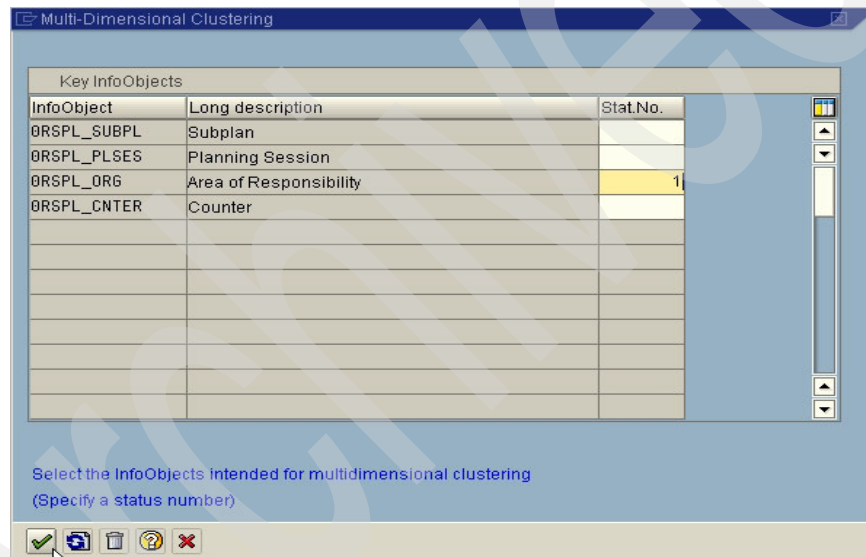 Multi-Dimensional Clustering
Key InfoObjects
InfoObject Long description Stat.No.
0RSPL_SUBPL Subplan
0RSPL_PLSES Planning Session
0RSPL_ORG Area of Responsibility 1
0RSPL_CNTER Counter
Select the InfoObjects intended for multidimensional clustering
(Specify a status number)